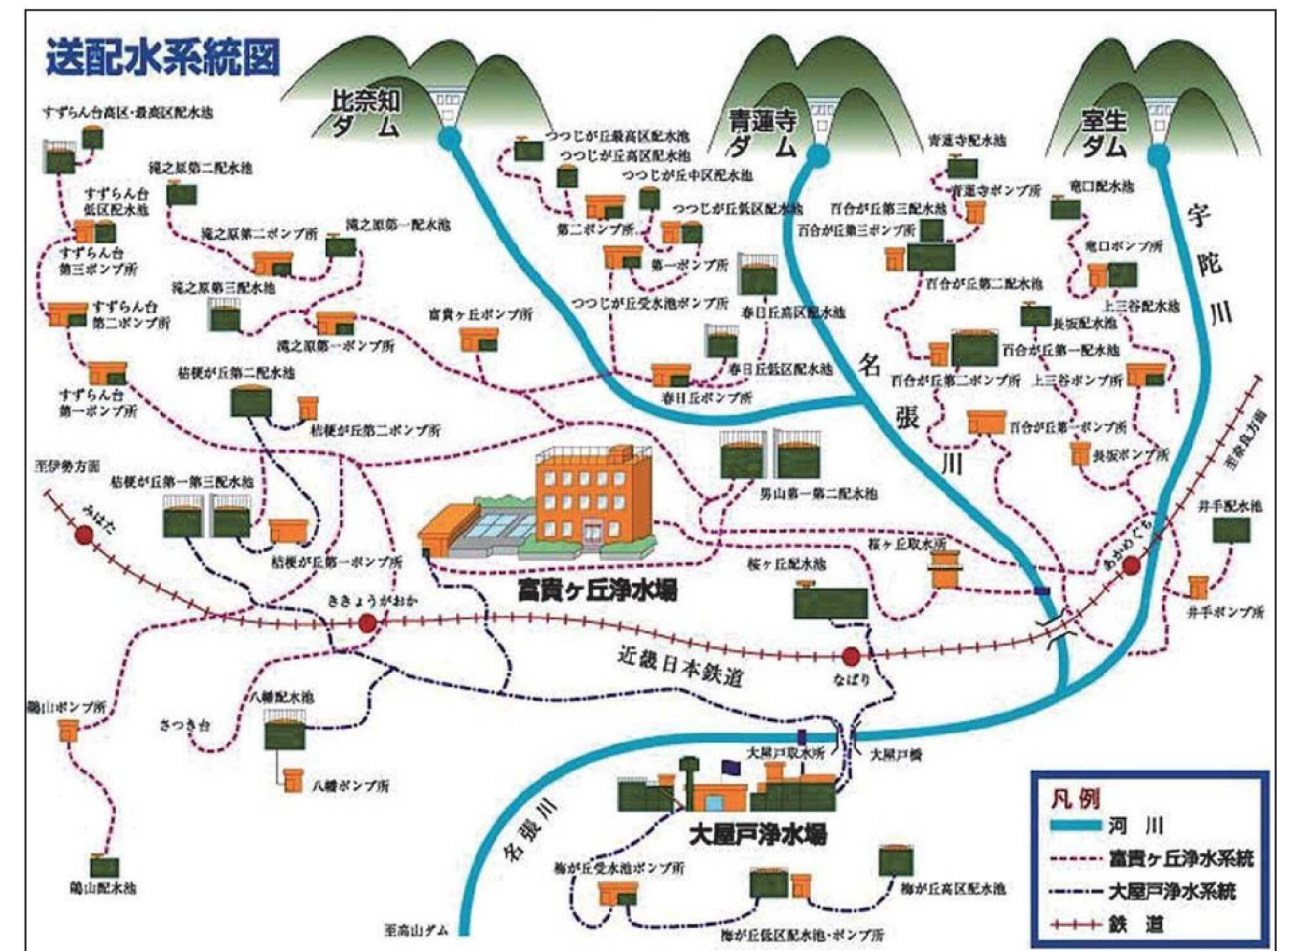 送配水系統図
比奈知
ダム
青蓮寺
ダム
室生
ダム
すずらん台高区・最高区配水池
滝之原第二配水池
すずらん台
低区配水池
滝之原第二ポンプ所
滝之原第一配水池
すずらん台
第三ポンプ所
滝之原第三配水池
すずらん台
第二ポンプ所
滝之原第一ポンプ所
富貴ヶ丘ポンプ所
すずらん台
第一ポンプ所
つつじが丘最高区配水池
つつじが丘高区配水池
つつじが丘中区配水池
つつじが丘低区配水池
第二ポンプ所
第一ポンプ所
つつじが丘受水池ポンプ所
春日丘高区配水池
春日丘低区配水池
春日丘ポンプ所
青蓮寺配水池
青蓮寺ポンプ所
百合が丘第三配水池
百合が丘第三ポンプ所
百合が丘第二配水池
百合が丘第一配水池
百合が丘第二ポンプ所
百合が丘第一ポンプ所
竜口配水池
竜口ポンプ所
上三谷配水池
長坂配水池
上三谷ポンプ所
長坂ポンプ所
宇陀川
名張川
桔梗が丘第二配水池
桔梗が丘第二ポンプ所
至伊勢方面
みはた
桔梗が丘第一第三配水池
桔梗が丘第一ポンプ所
ききょうがおか
富貴ヶ丘浄水場
男山第一第二配水池
桜ヶ丘取水所
桜ヶ丘配水池
あかめぐち
至奈良方面
井手配水池
井手ポンプ所
近畿日本鉄道
なばり
鵜山ポンプ所
さつき台
八幡配水池
八幡ポンプ所
鵜山配水池
大屋戸取水所
大屋戸橋
大屋戸浄水場
名張川
梅が丘受水池ポンプ所
梅が丘高区配水池
梅が丘低区配水池・ポンプ所
至高山ダム
凡例
河川
富貴ヶ丘浄水系統
大屋戸浄水系統
鉄道